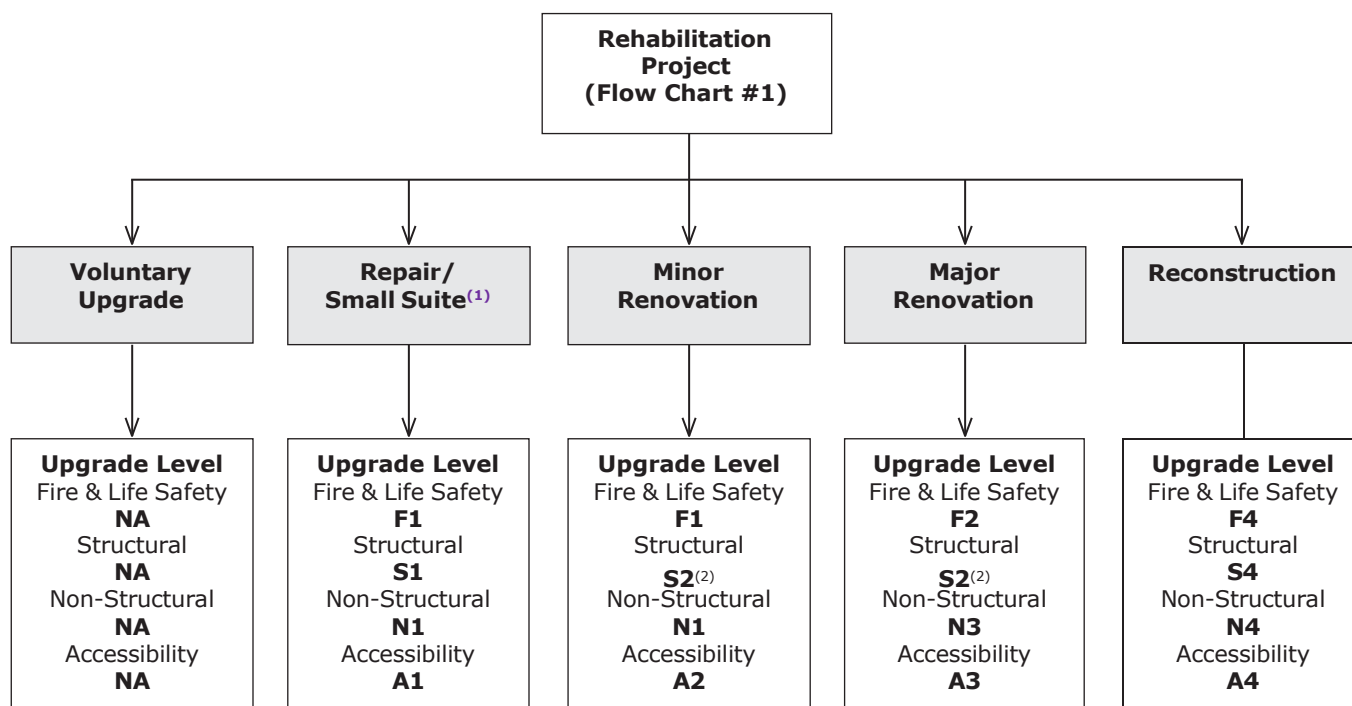 Rehabilitation
Project
(Flow Chart #1)
Voluntary
Upgrade
Repair/
Small Suite(1)
Minor
Renovation
Major
Renovation
Reconstruction
Upgrade Level
Fire & Life Safety
NA
Structural
NA
Non-Structural
NA
Accessibility
NA
Upgrade Level
Fire & Life Safety
F1
Structural
S1
Non-Structural
N1
Accessibility
A1
Upgrade Level
Fire & Life Safety
F1
Structural
S2(2)
Non-Structural
N1
Accessibility
A2
Upgrade Level
Fire & Life Safety
F2
Structural
S2(2)
Non-Structural
N3
Accessibility
A3
Upgrade Level
Fire & Life Safety
F4
Structural
S4
Non-Structural
N4
Accessibility
A4